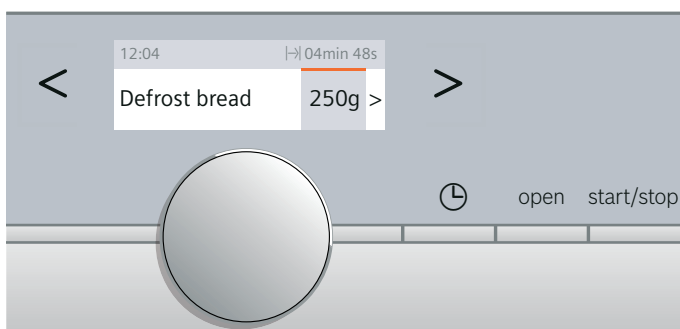 12:04 |→| 04min 48s
< Defrost bread 250g > >
open start/stop